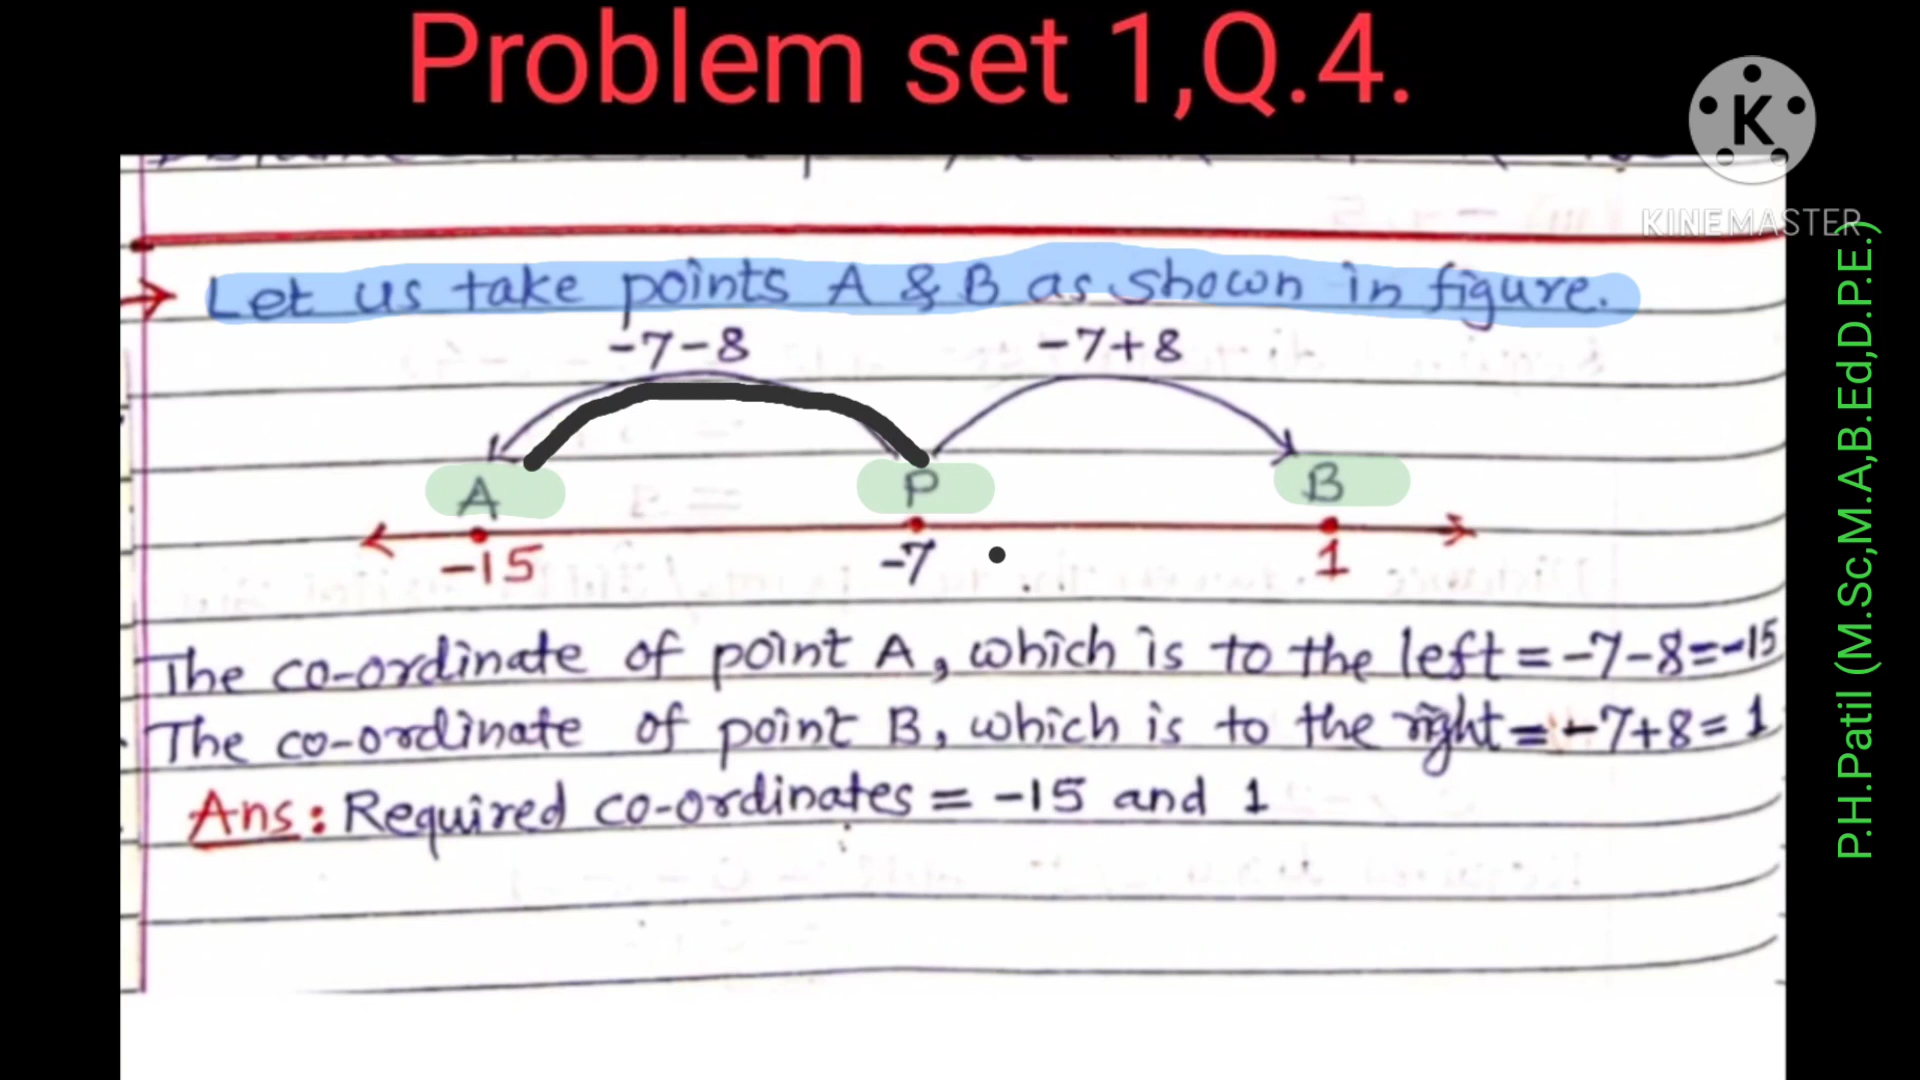 Problem set 1,Q.4.
K
KINEMASTER
Let us take points A & B as shown in figure.
-7-8
-7+8
A
P
B
-15
-7
1
The co-ordinate of point A, which is to the left = -7-8=-15
The co-ordinate of point B, which is to the right = -7+8= 1
Ans: Required co-ordinates = -15 and 1
P.H.Patil (M.Sc,M.A,B.Ed,D.P.E.)